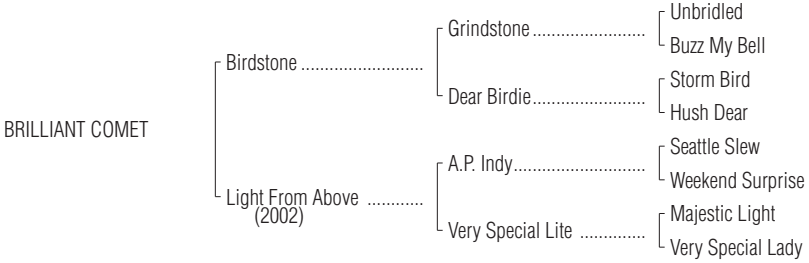 Unbridled
Grindstone........................
Buzz My Bell
Birdstone ..........................
Storm Bird
Dear Birdie........................
Hush Dear
BRILLIANT COMET
Seattle Slew
A.P. Indy............................
Weekend Surprise
Light From Above ............
(2002)
Majestic Light
Very Special Lite ..............
Very Special Lady